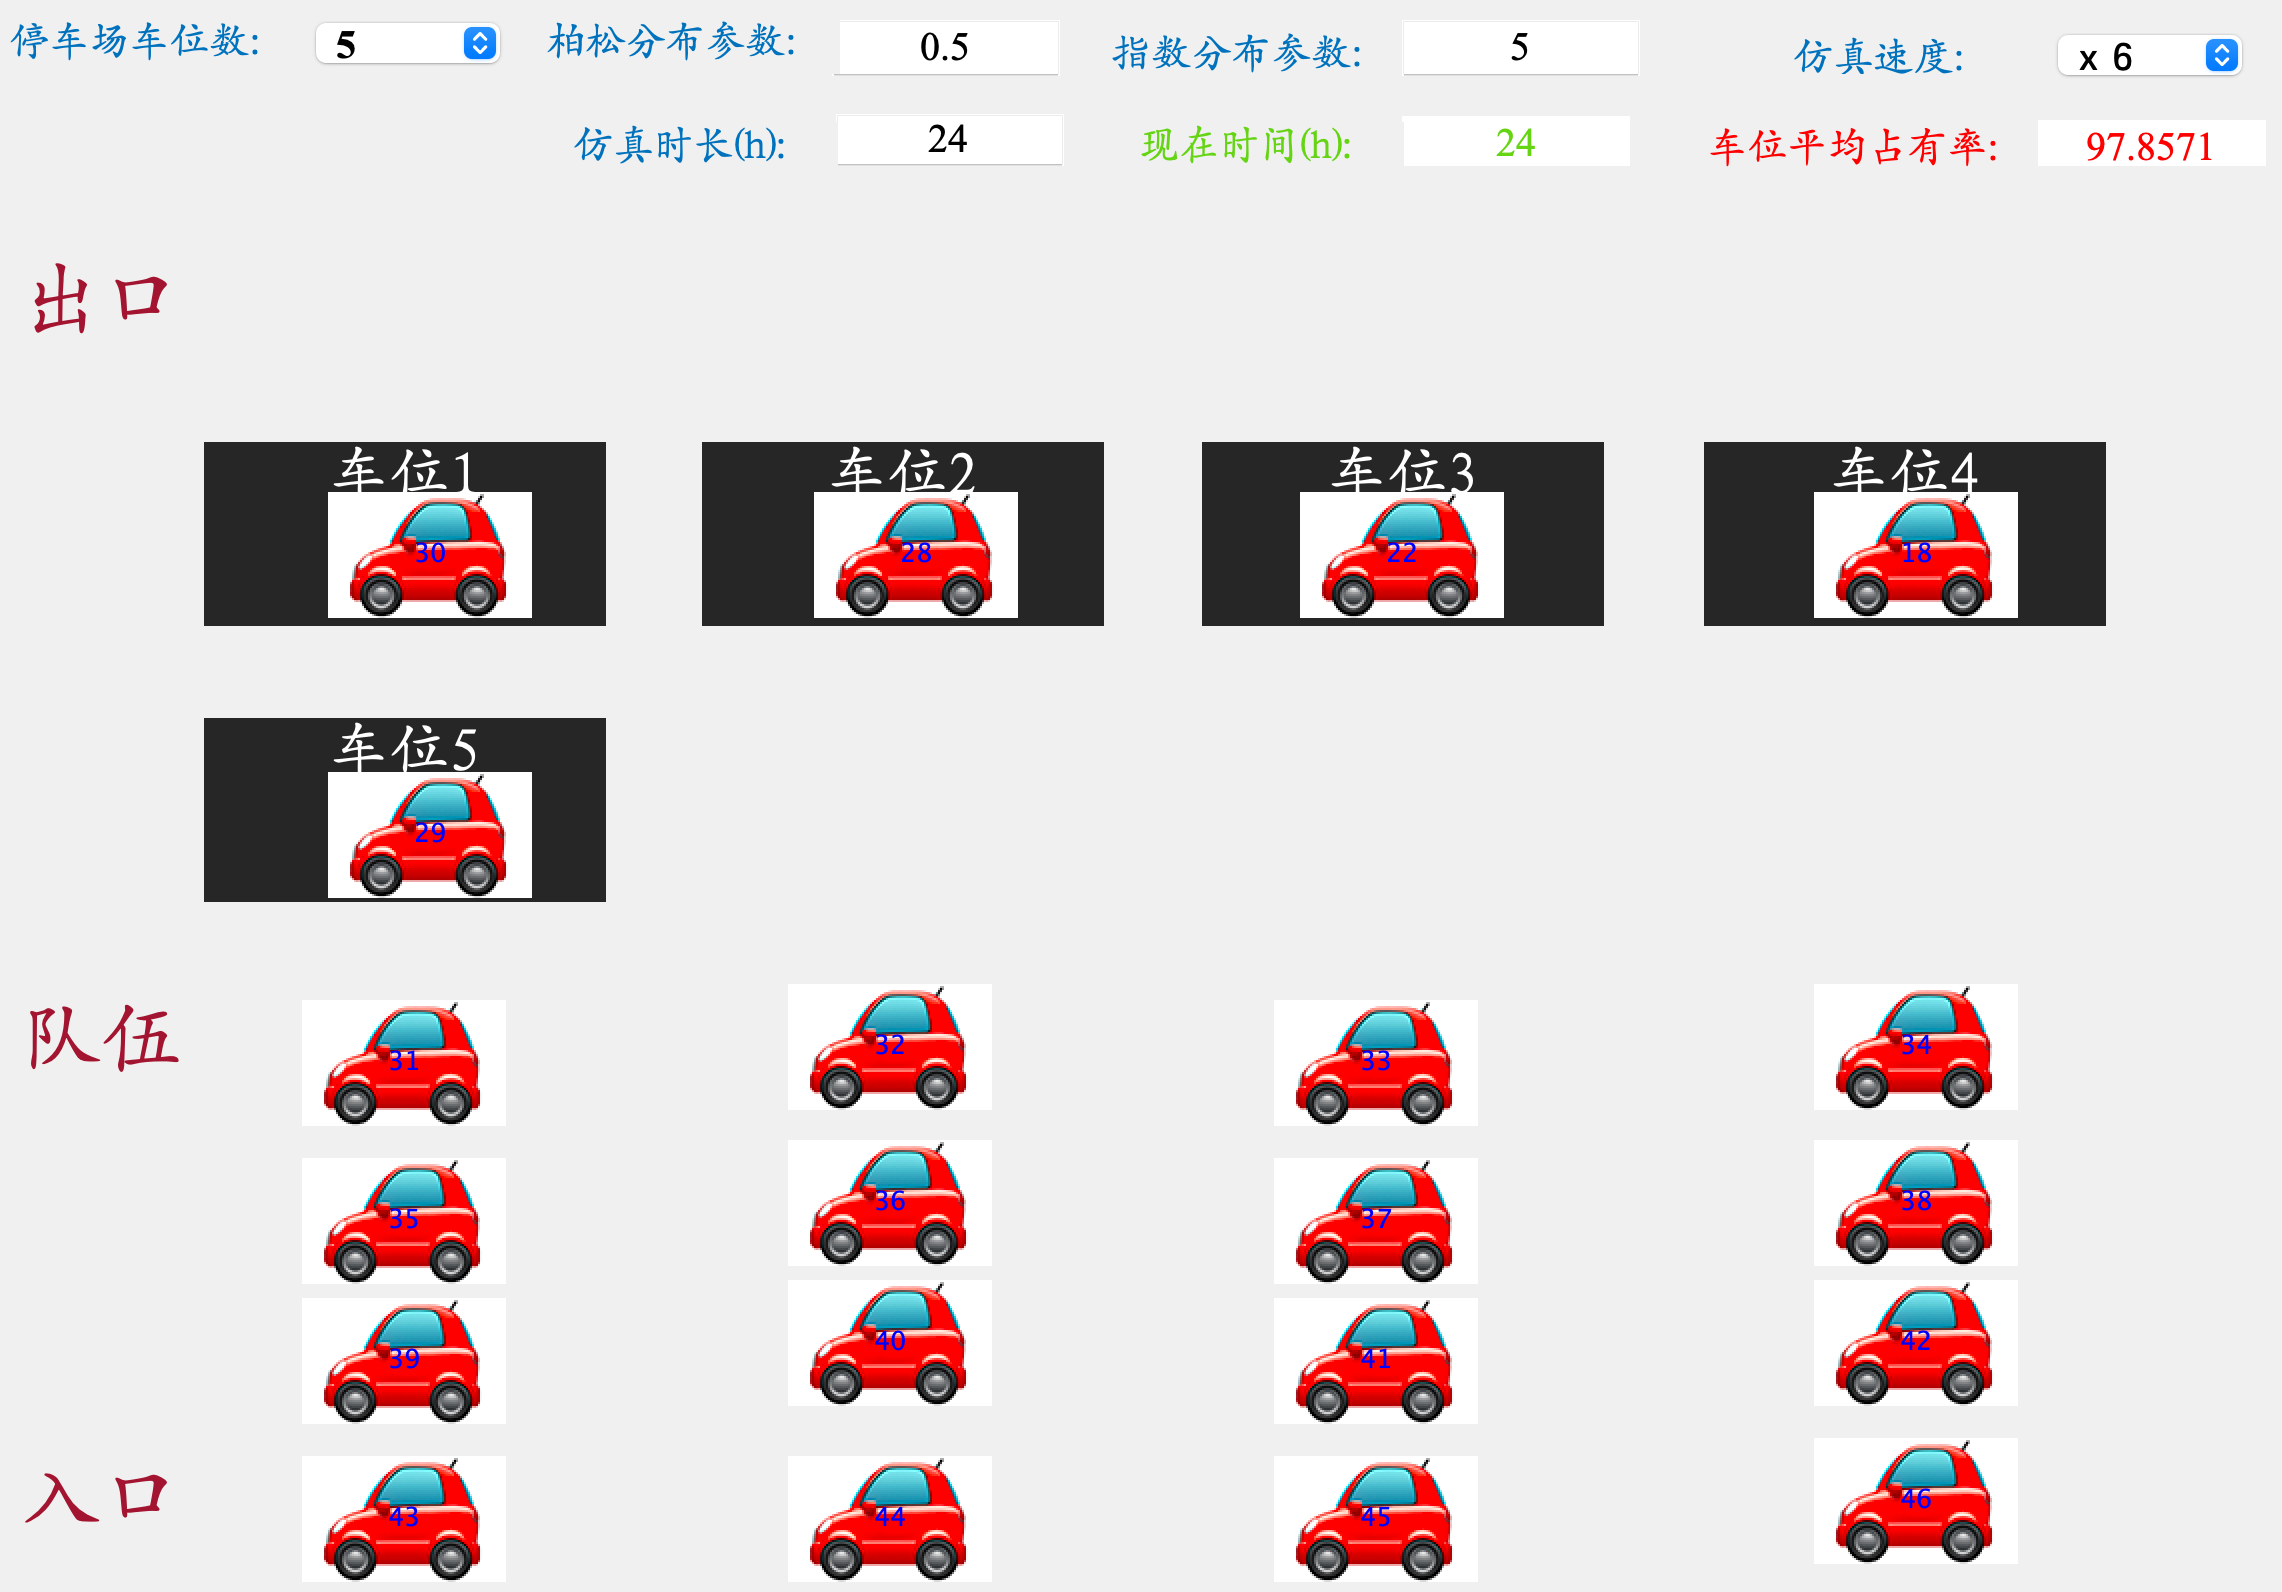 停车场车位数: 5 柏松分布参数: 0.5 指数分布参数: 5 仿真速度: x 6
仿真时长(h): 24 现在时间(h): 24 车位平均占有率: 97.8571
出口
车位1 车位2 车位3 车位4
30 28 22 18
车位5
29
队伍
31 32 33 34
35 36 37 38
39 40 41 42
入口
43 44 45 46